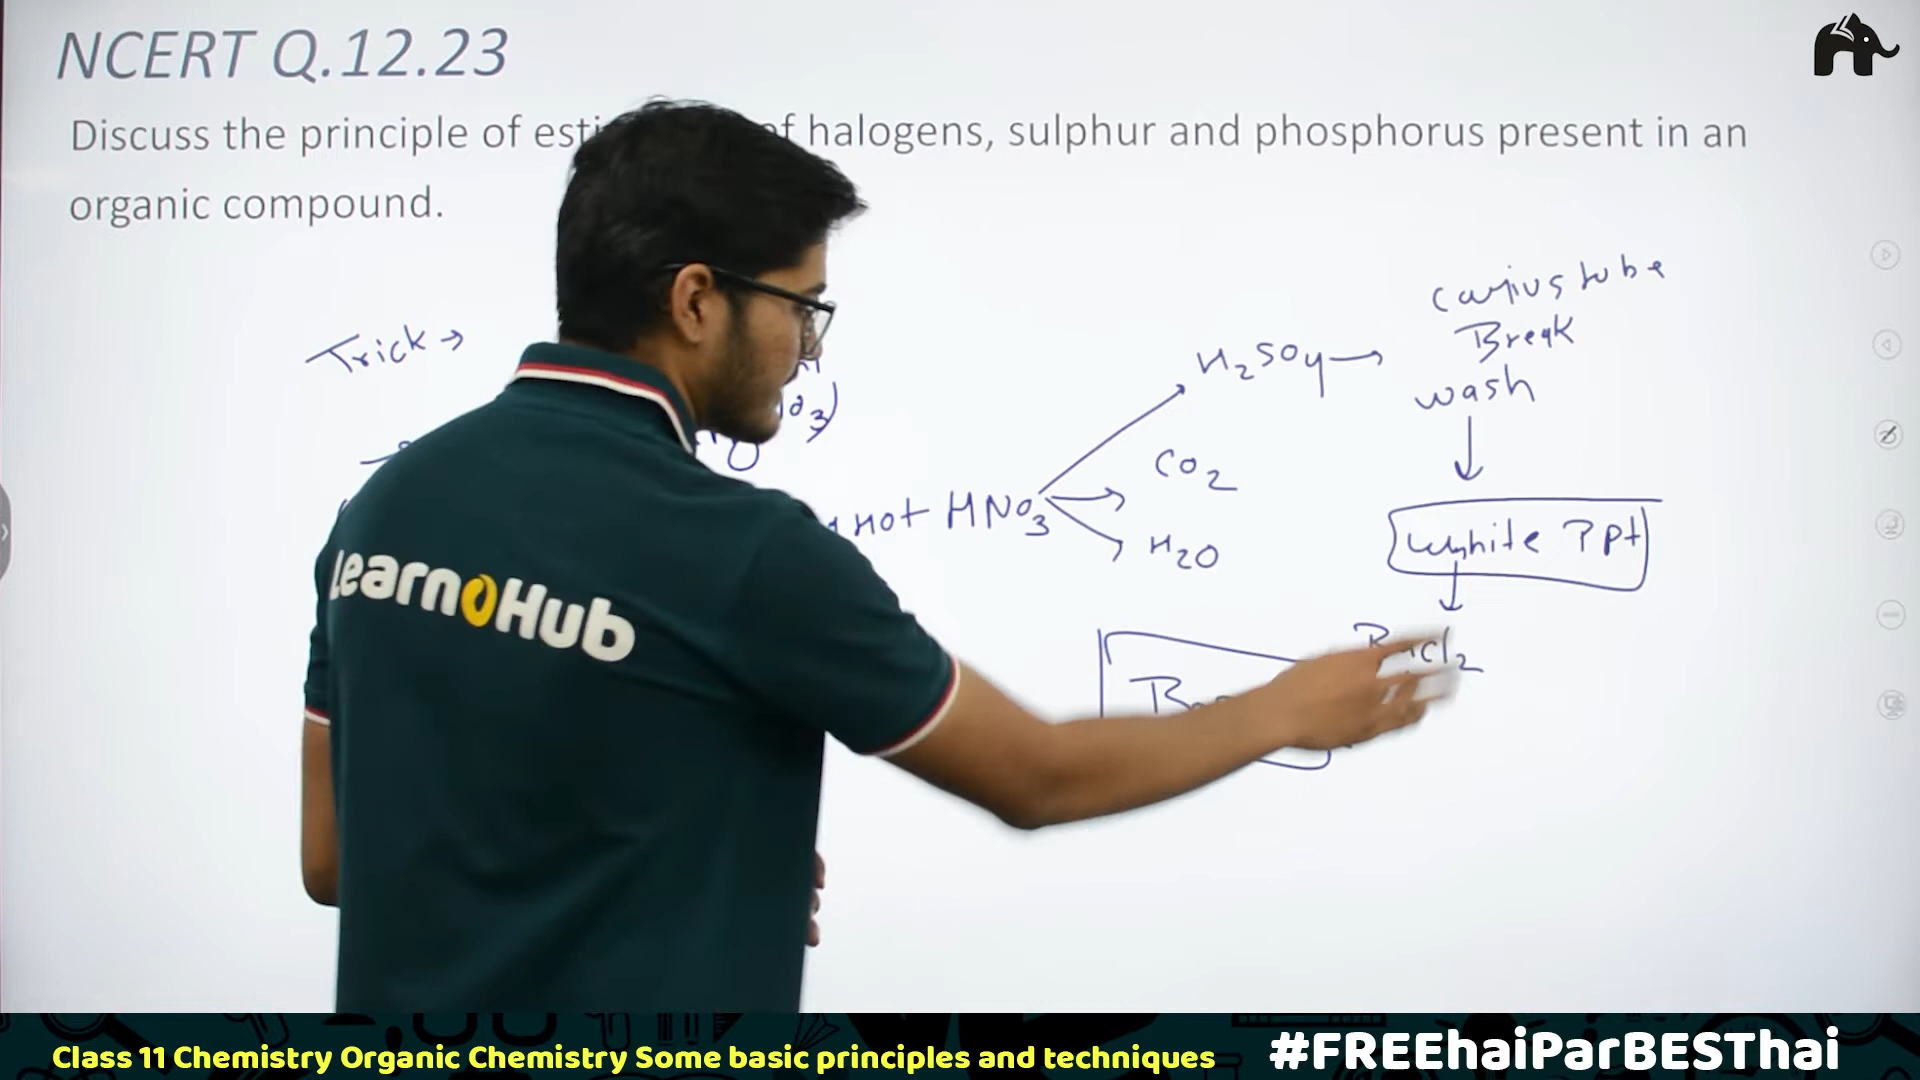 NCERT Q.12.23
Discuss the principle of of halogens, sulphur and phosphorus present in an
organic compound.
Trick →
Carius tube
Break
wash
H₂SO₄ →
CO₂
hot HNO₃
H₂O
White PPt
LearnoHub
Class 11 Chemistry Organic Chemistry Some basic principles and techniques
#FREEhaiParBESThai